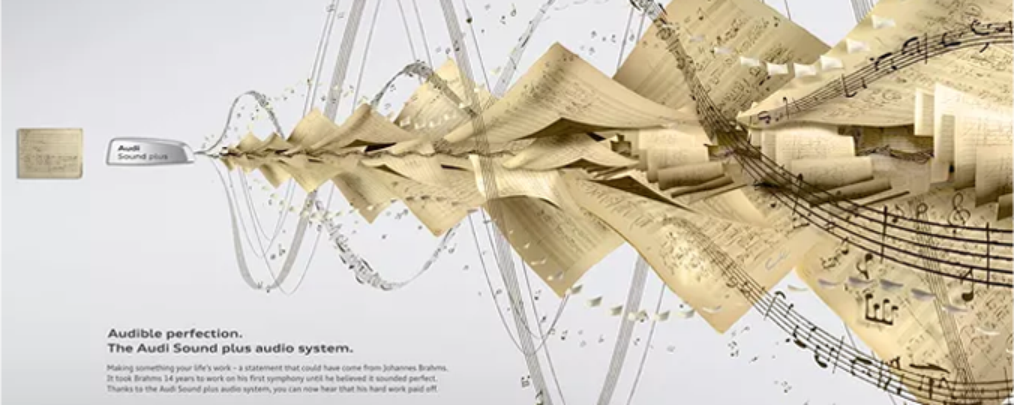 Audi
Sound plus
Audible perfection.
The Audi Sound plus audio system.
Making something your life's work - a statement that could have come from Johannes Brahms.
It took Brahms 14 years to work on his first symphony until he believed it sounded perfect.
Thanks to the Audi Sound plus audio system, you can now hear that his hard work paid off.